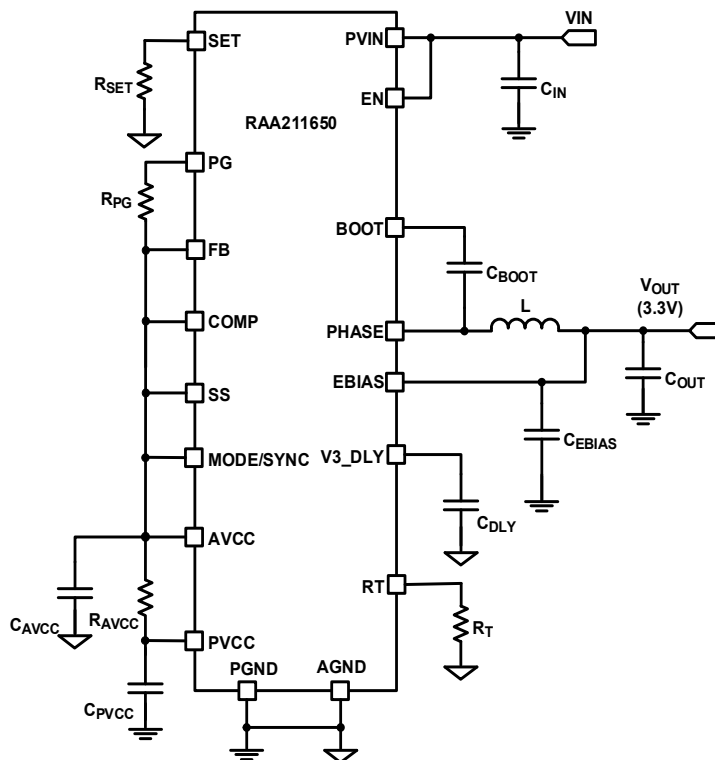 VIN
SET
PVIN
RSET
CIN
EN
RAA211650
PG
RPG
BOOT
FB
CBOOT
VOUT
(3.3V)
L
COMP
PHASE
EBIAS
COUT
SS
CEBIAS
MODE/SYNC
V3_DLY
CDLY
AVCC
RT
RAVCC
CAVCC
RT
PVCC
PGND
AGND
CPVCC